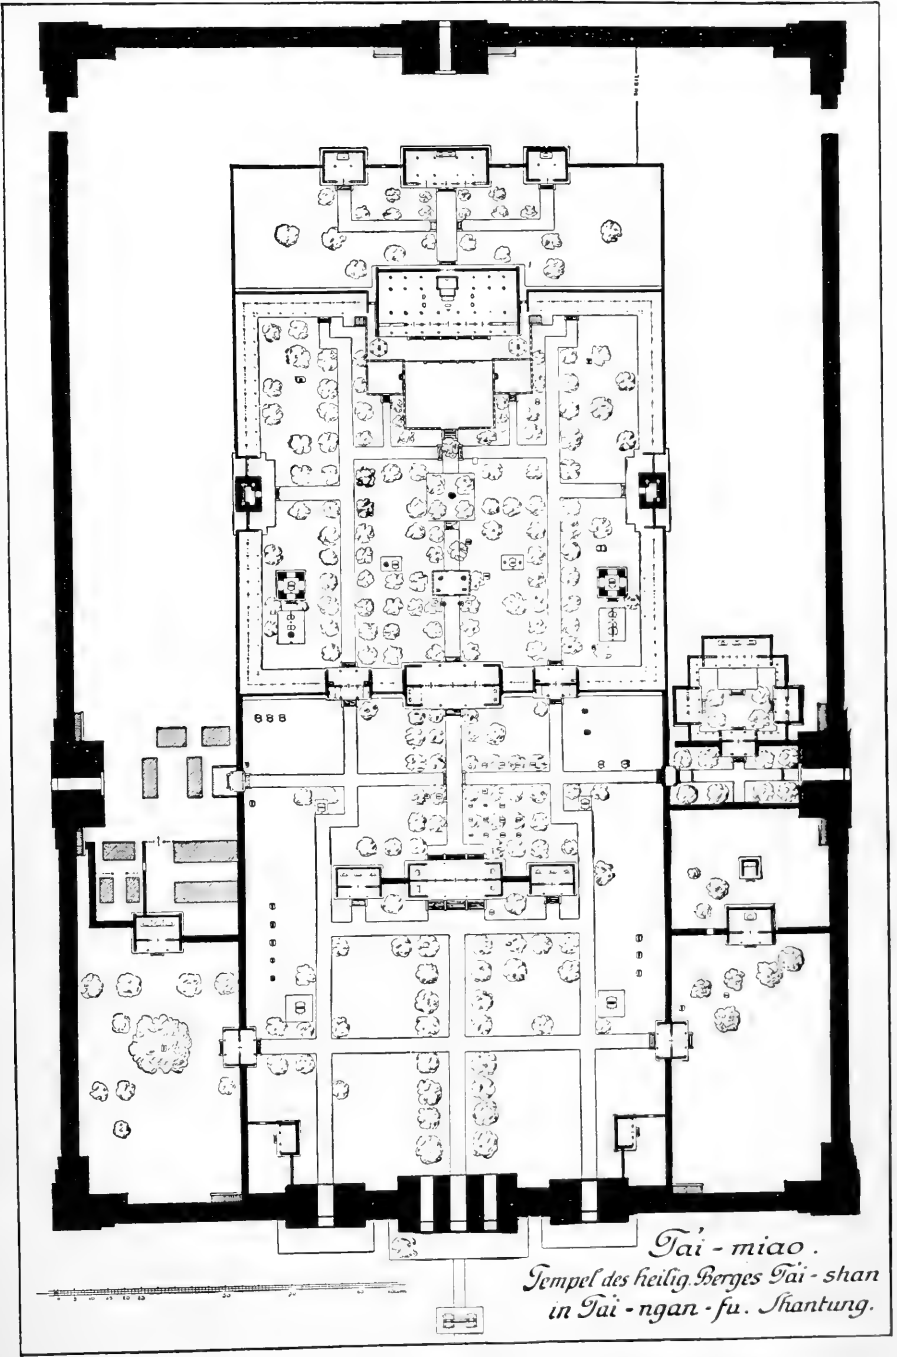 Tai - miao .
Tempel des heilig. Berges Tai - shan
in Tai - ngan - fu. Shantung.